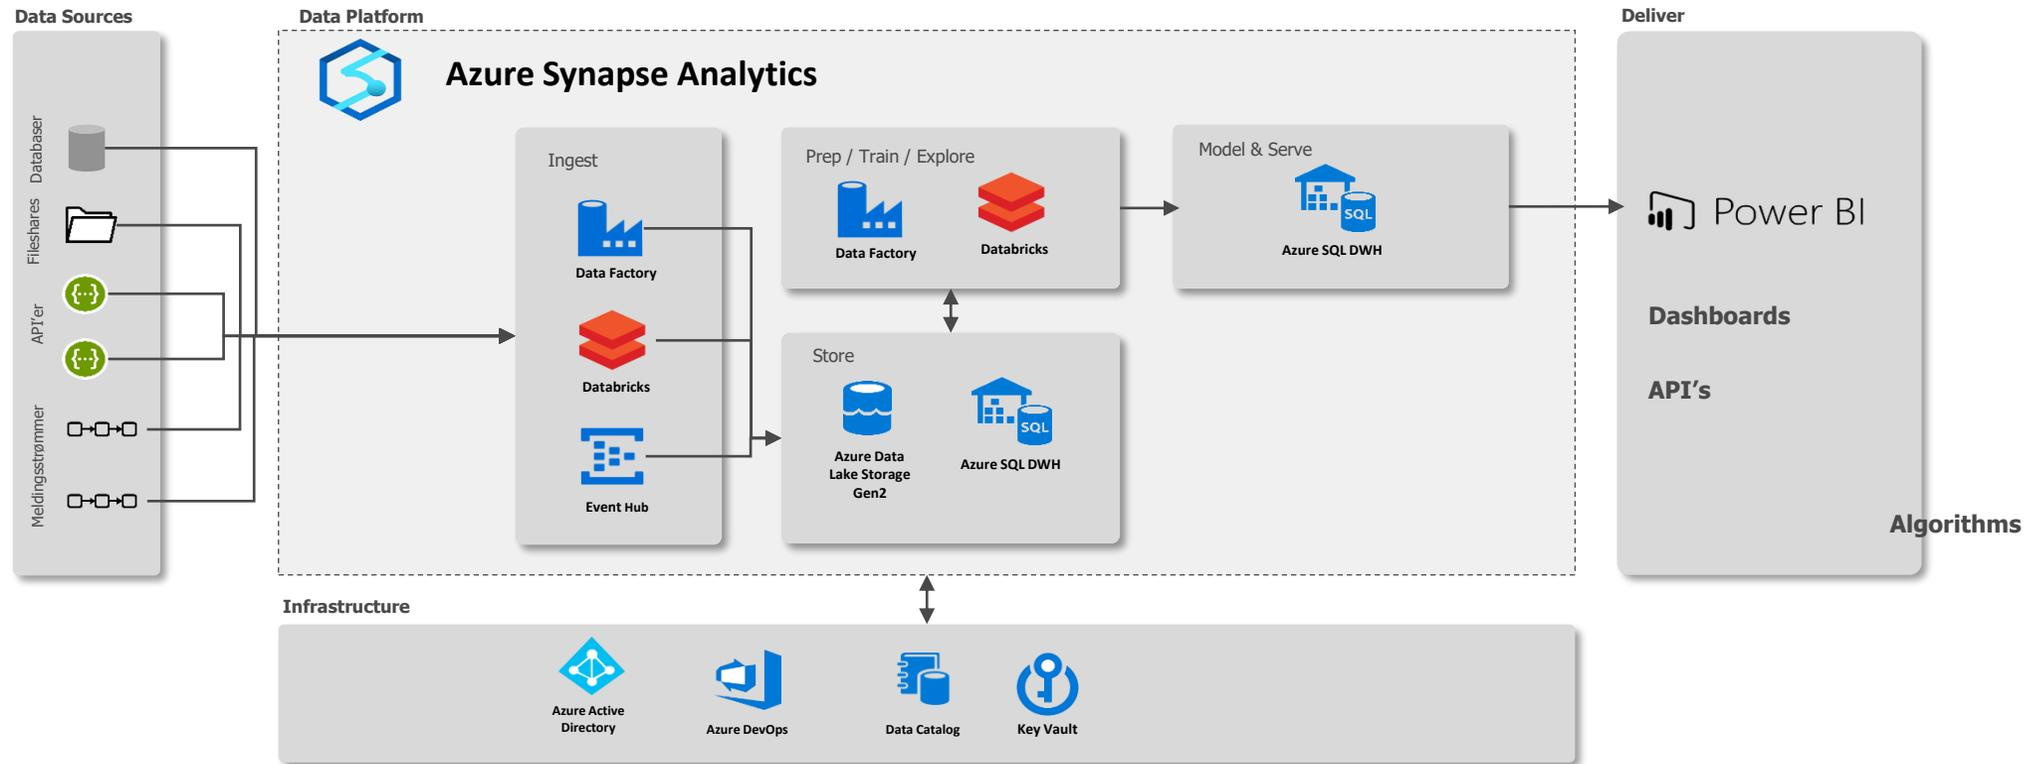 Data Sources
Data Platform
Deliver
Azure Synapse Analytics
Databaser
Fileshares
API'er
Meldingsstrømmer
Ingest
Data Factory
Databricks
Event Hub
Prep / Train / Explore
Data Factory
Databricks
Store
Azure Data
Lake Storage
Gen2
SQL
Azure SQL DWH
Model & Serve
SQL
Azure SQL DWH
Power BI
Dashboards
API’s
Algorithms
Infrastructure
Azure Active
Directory
Azure DevOps
Data Catalog
Key Vault